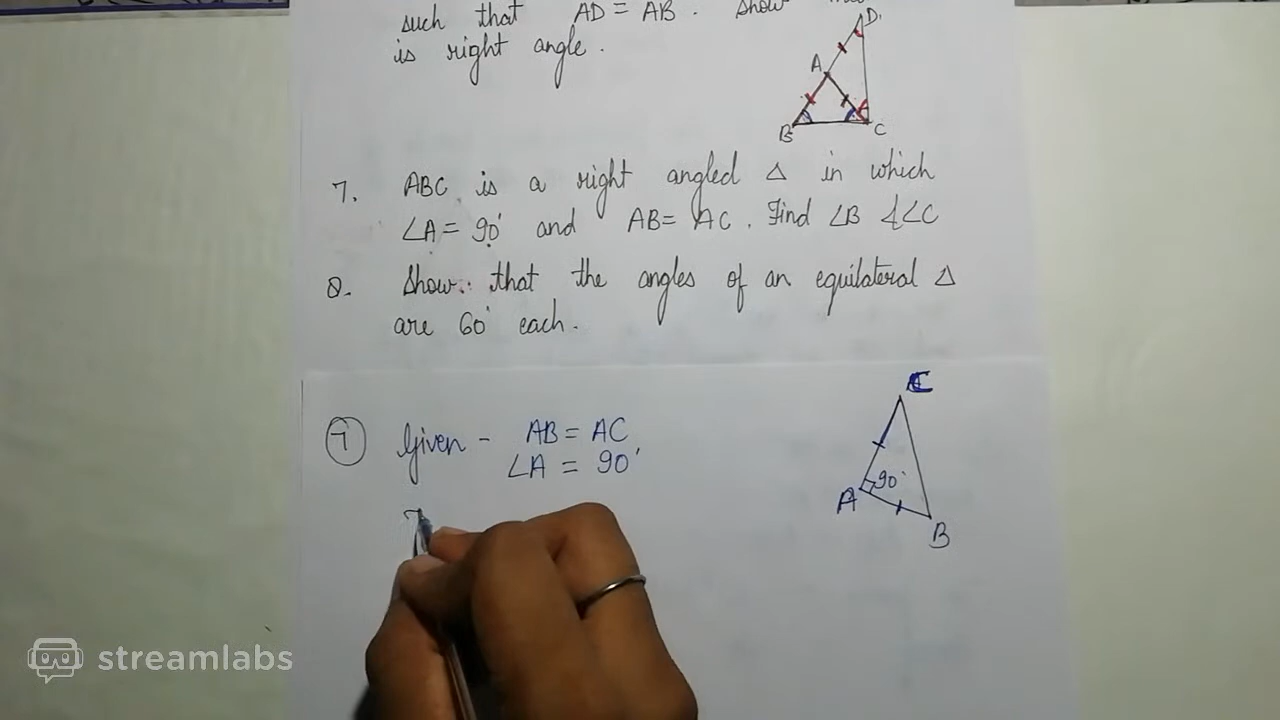 such that AD = AB. Show
is right angle.
D
A
B
C
7. ABC is a right angled Δ in which
∠A = 90° and AB = AC. Find ∠B & ∠C
8. Show that the angles of an equilateral Δ
are 60° each.
C
7 Given - AB = AC
∠A = 90°
90°
A
B
streamlabs